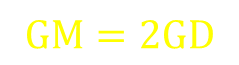 GM = 2GD